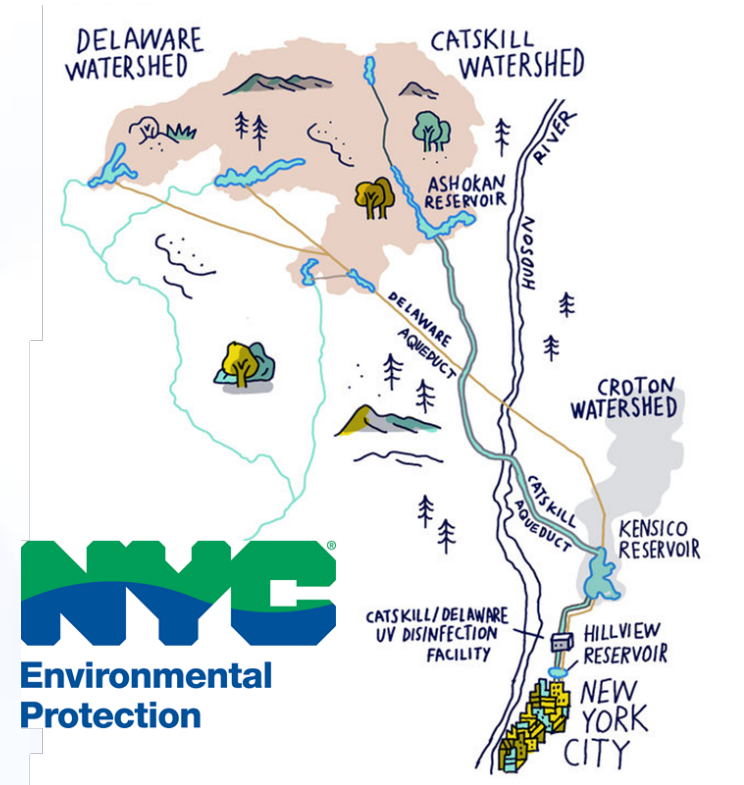 DELAWARE
WATERSHED
CATSKILL
WATERSHED
RIVER
HUDSON
ASHOKAN
RESERVOIR
DELAWARE
AQUEDUCT
CROTON
WATERSHED
CATSKILL
AQUEDUCT
KENSICO
RESERVOIR
CATSKILL/DELAWARE
UV DISINFECTION
FACILITY
HILLVIEW
RESERVOIR
NEW
YORK
CITY
NYC®
Environmental
Protection